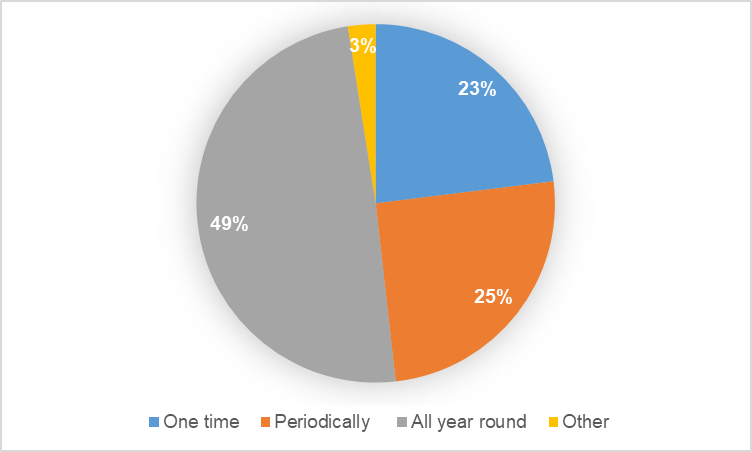 3%
23%
49%
25%
One time Periodically All year round Other